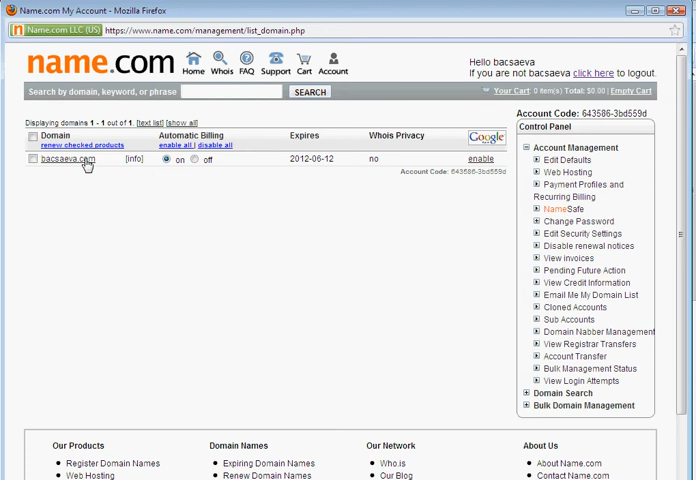 Name.com My Account - Mozilla Firefox
Name.com LLC (US) https://www.name.com/management/list_domain.php
name.com
Home Whois FAQ Support Cart Account
Hello bacsaeva
If you are not bacsaeva click here to logout.
Search by domain, keyword, or phrase SEARCH Your Cart: 0 item(s) Total: $0.00 | Empty Cart
Account Code: 643586-3bd559d
Displaying domains 1 - 1 out of 1. [text list] [show all]
Domain Automatic Billing Expires Whois Privacy Google
renew checked products enable all | disable all
bacsaeva.com [info] on off 2012-06-12 no enable
Account Code: 643586-3bd559d
Control Panel
Account Management
Edit Defaults
Web Hosting
Payment Profiles and
Recurring Billing
NameSafe
Change Password
Edit Security Settings
Disable renewal notices
View invoices
Pending Future Action
View Credit Information
Email Me My Domain List
Cloned Accounts
Sub Accounts
Domain Nabber Management
View Registrar Transfers
Account Transfer
Bulk Management Status
View Login Attempts
Domain Search
Bulk Domain Management
Our Products Domain Names Our Network About Us
Register Domain Names Expiring Domain Names Who.is About Name.com
Web Hosting Renew Domain Names Our Blog Contact Name.com